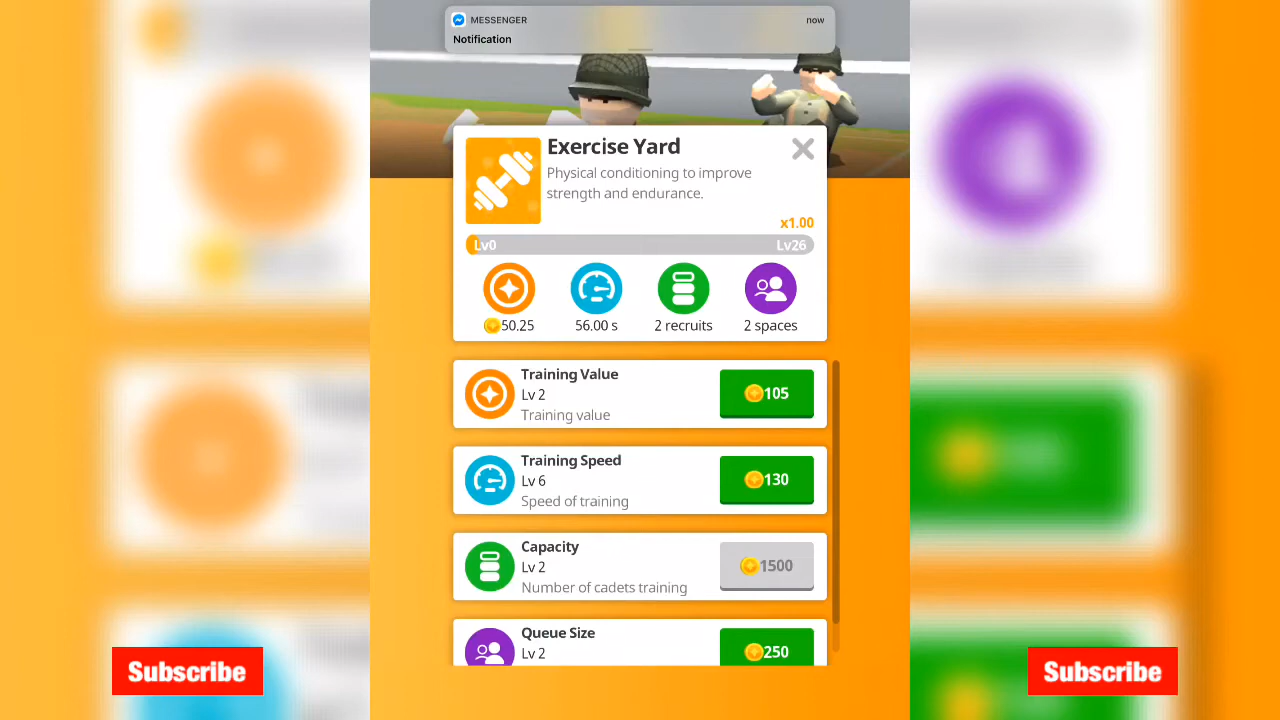 MESSENGER
now
Notification
Exercise Yard
Physical conditioning to improve
strength and endurance.
x1.00
Lv0
Lv26
50.25
56.00 s
2 recruits
2 spaces
Training Value
Lv 2
Training value
105
Training Speed
Lv 6
Speed of training
130
Capacity
Lv 2
Number of cadets training
1500
Queue Size
Lv 2
250
Subscribe
Subscribe